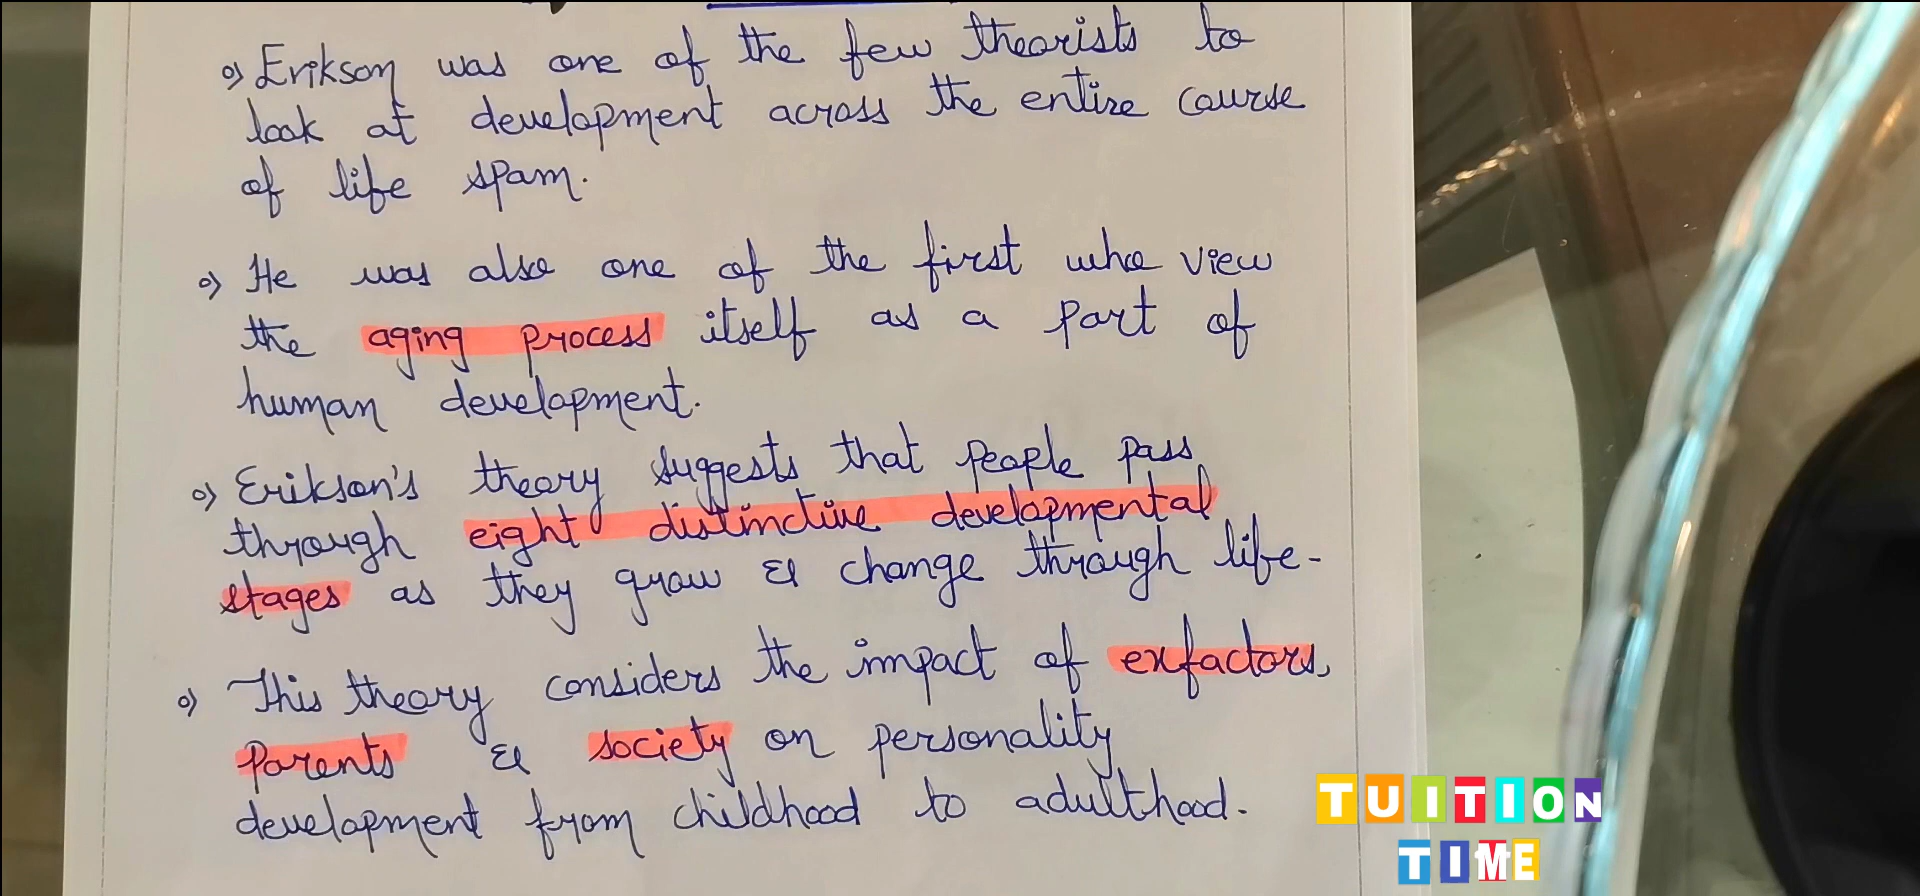 Erikson was one of the few theorists to
look at development across the entire course
of life spam.
He was also one of the first who view
the aging process itself as a part of
human development.
Erikson's theory suggests that people pass
through eight distinctive developmental
stages as they grow & change through life-
This theory considers the impact of exfactors,
parents & society on personality
development from childhood to adulthood.
TUITION
TIME